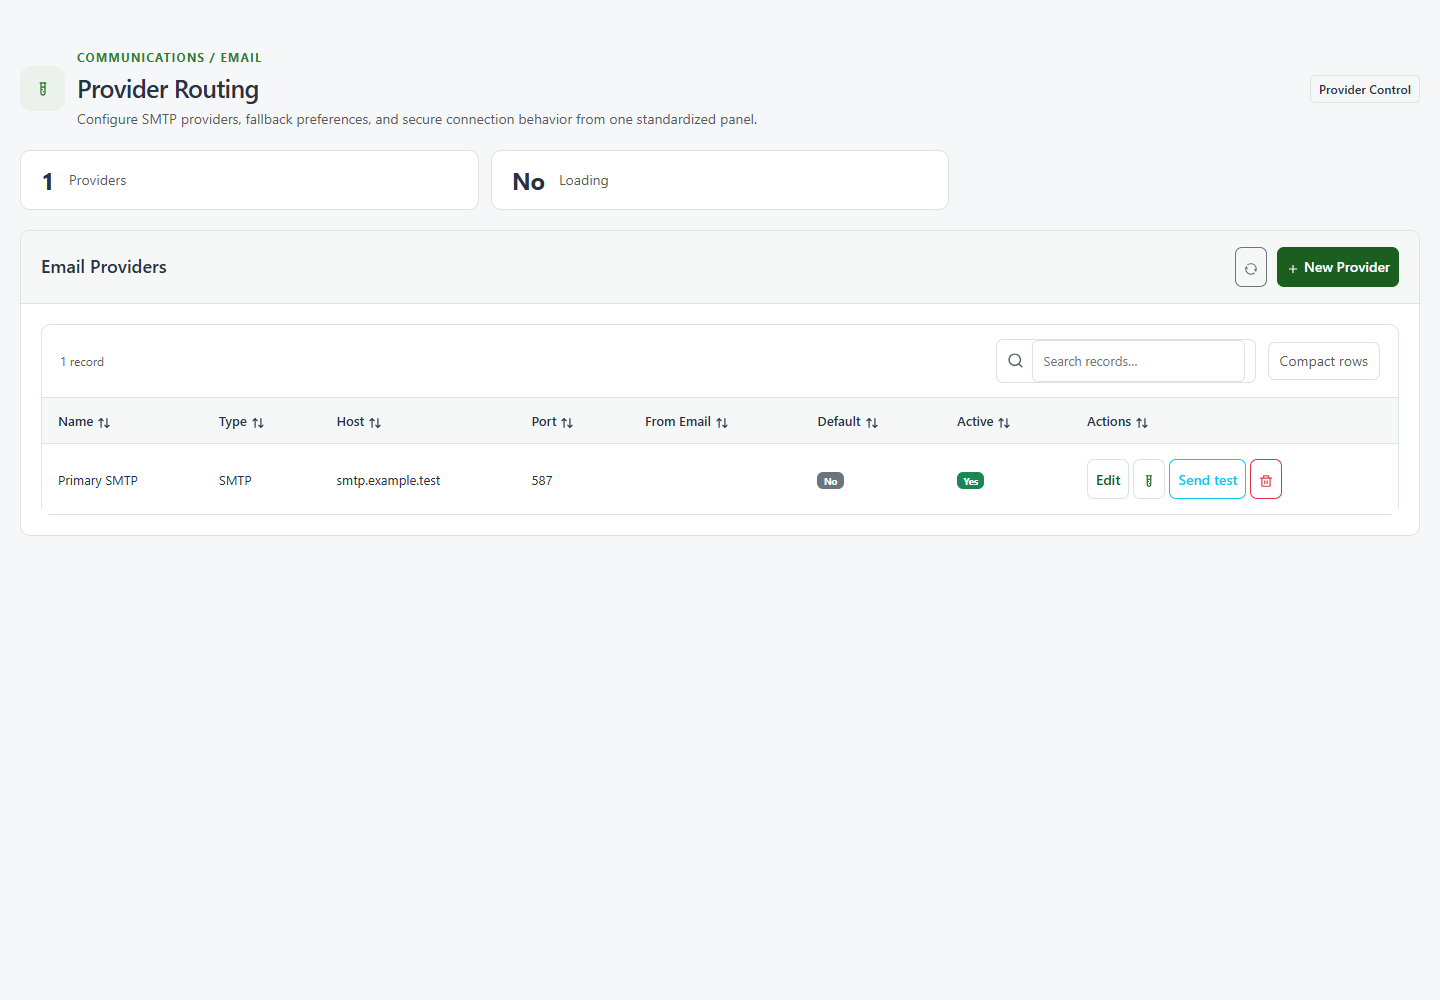 COMMUNICATIONS / EMAIL
Provider Routing
Configure SMTP providers, fallback preferences, and secure connection behavior from one standardized panel.
Provider Control
1 Providers
No Loading
Email Providers
+ New Provider
1 record
Search records...
Compact rows
Name Type Host Port From Email Default Active Actions
Primary SMTP SMTP smtp.example.test 587 No Yes Edit Send test